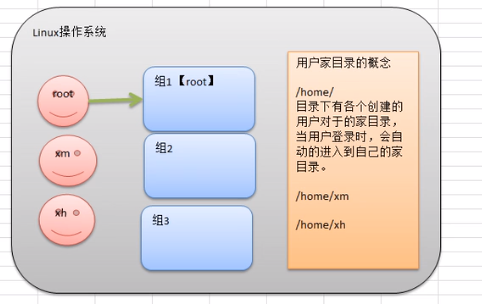 Linux操作系统
root
xm
xh
组1【root】
组2
组3
用户家目录的概念
/home/
目录下有各个创建的
用户对于的家目录，
当用户登录时，会自
动的进入到自己的家
目录。
/home/xm
/home/xh